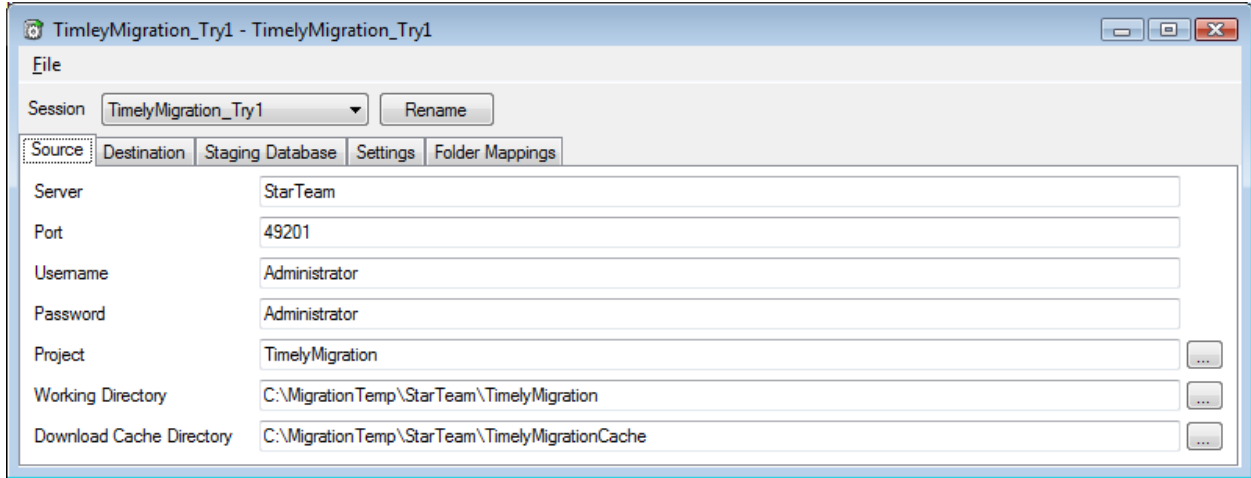 TimleyMigration_Try1 - TimelyMigration_Try1
File
Session TimelyMigration_Try1 Rename
Source Destination Staging Database Settings Folder Mappings
Server StarTeam
Port 49201
Username Administrator
Password Administrator
Project TimelyMigration ...
Working Directory C:\MigrationTemp\StarTeam\TimelyMigration ...
Download Cache Directory C:\MigrationTemp\StarTeam\TimelyMigrationCache ...